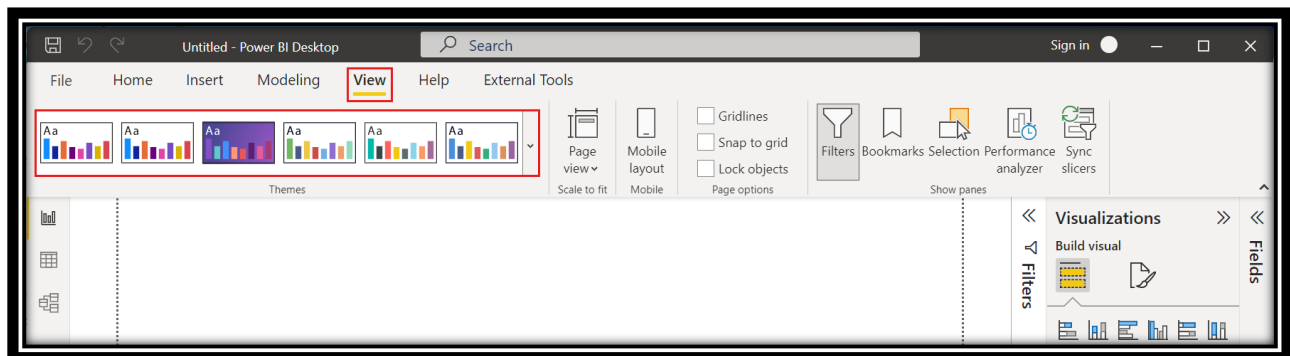 Untitled - Power BI Desktop
Search
Sign in
File Home Insert Modeling View Help External Tools
Aa Aa Aa Aa Aa Aa
Page view
Mobile layout
Gridlines
Snap to grid
Lock objects
Filters Bookmarks Selection Performance analyzer Sync slicers
Themes Scale to fit Mobile Page options Show panes
Filters
Visualizations
Build visual
Fields